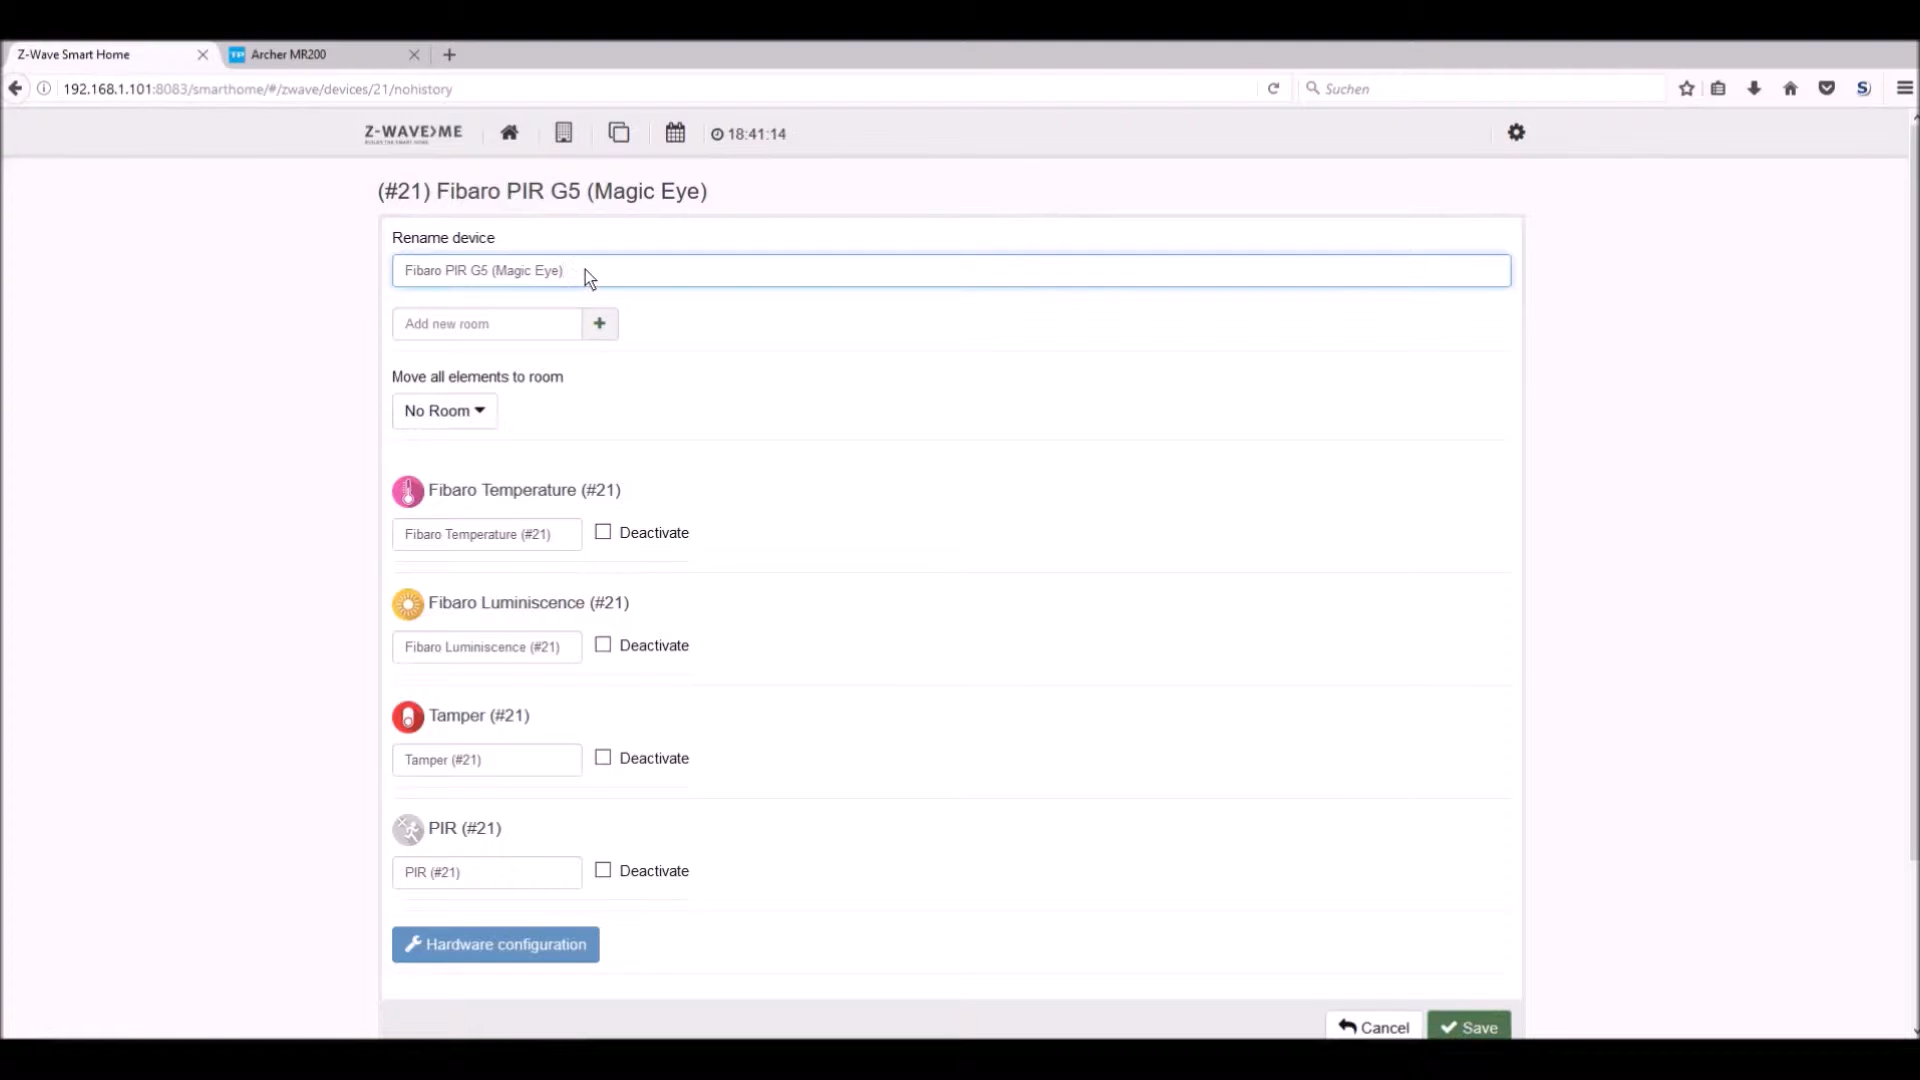 Z-Wave Smart Home
TP Archer MR200
192.168.1.101:8083/smarthome/#/zwave/devices/21/nohistory
Suchen
Z-WAVE>ME
18:41:14
(#21) Fibaro PIR G5 (Magic Eye)
Rename device
Fibaro PIR G5 (Magic Eye)
Add new room
Move all elements to room
No Room
Fibaro Temperature (#21)
Fibaro Temperature (#21) Deactivate
Fibaro Luminiscence (#21)
Fibaro Luminiscence (#21) Deactivate
Tamper (#21)
Tamper (#21) Deactivate
PIR (#21)
PIR (#21) Deactivate
Hardware configuration
Cancel Save